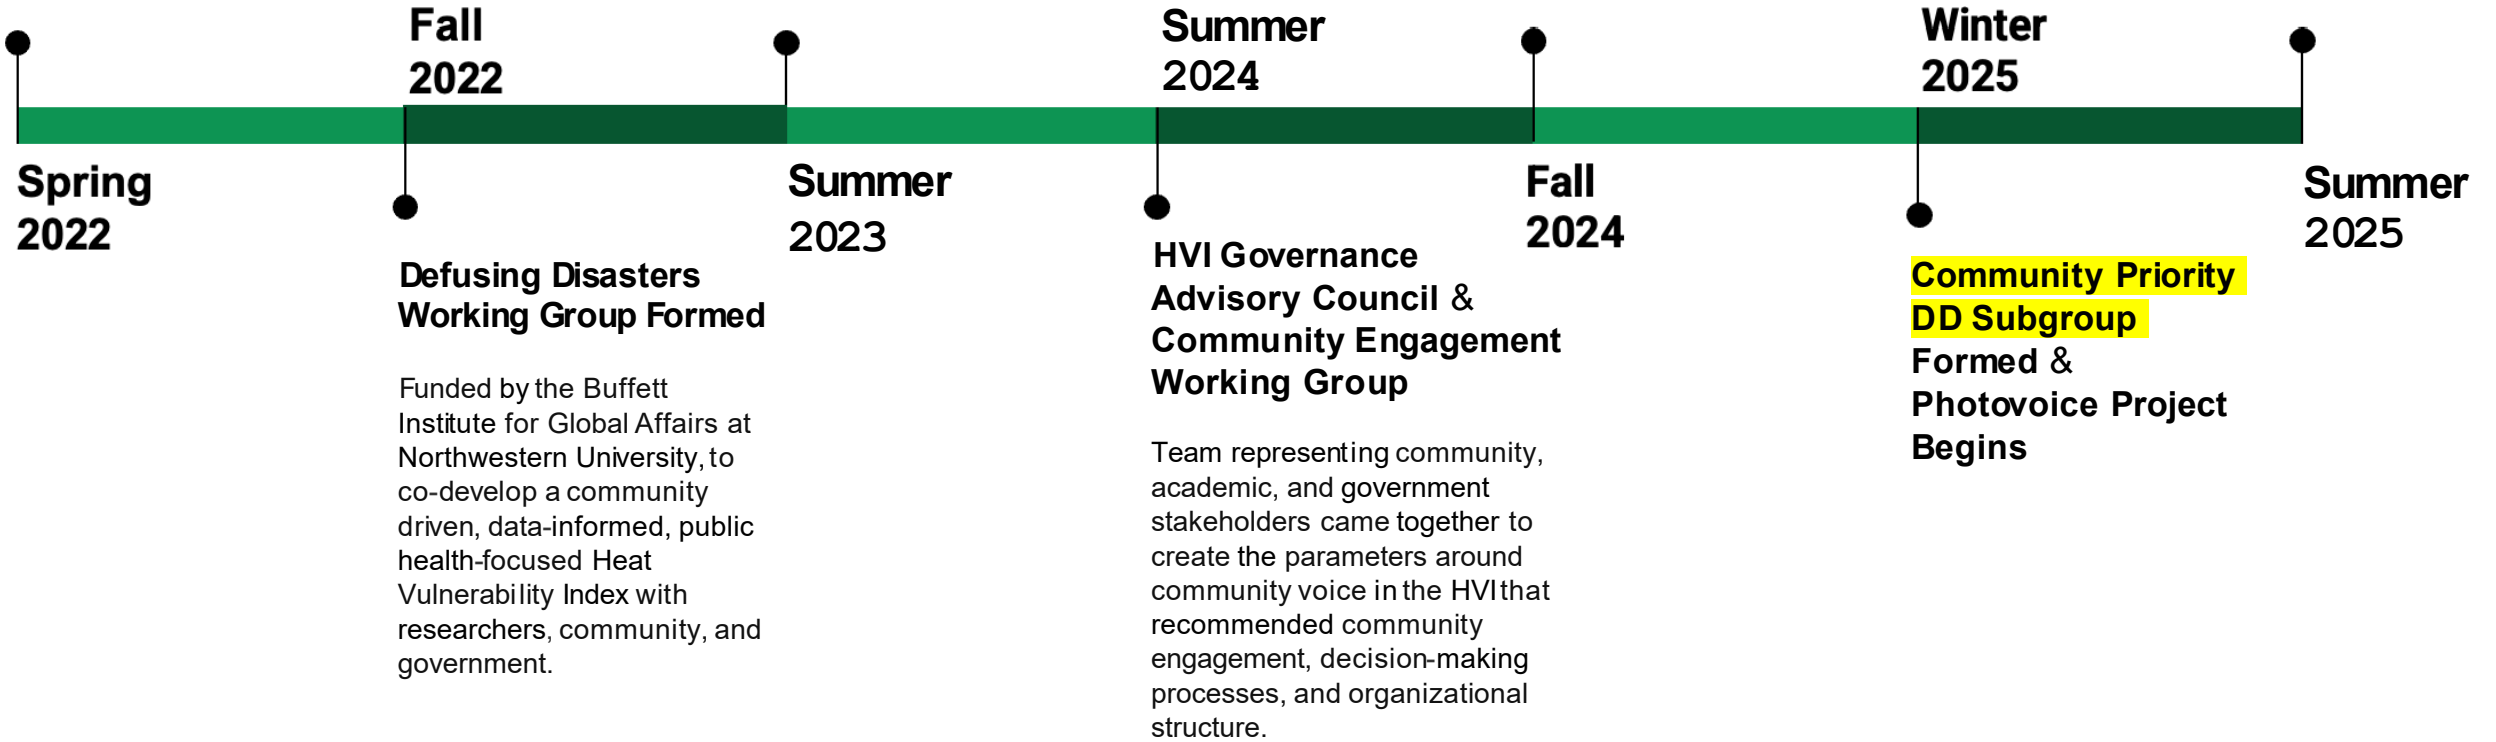 Fall
2022
Summer
2024
Winter
2025
Spring
2022
Summer
2023
Fall
2024
Summer
2025
Defusing Disasters
Working Group Formed
Funded by the Buffett
Institute for Global Affairs at
Northwestern University, to
co-develop a community
driven, data-informed, public
health-focused Heat
Vulnerability Index with
researchers, community, and
government.
HVI Governance
Advisory Council &
Community Engagement
Working Group
Team representing community,
academic, and government
stakeholders came together to
create the parameters around
community voice in the HVI that
recommended community
engagement, decision-making
processes, and organizational
structure.
Community Priority
DD Subgroup
Formed &
Photovoice Project
Begins